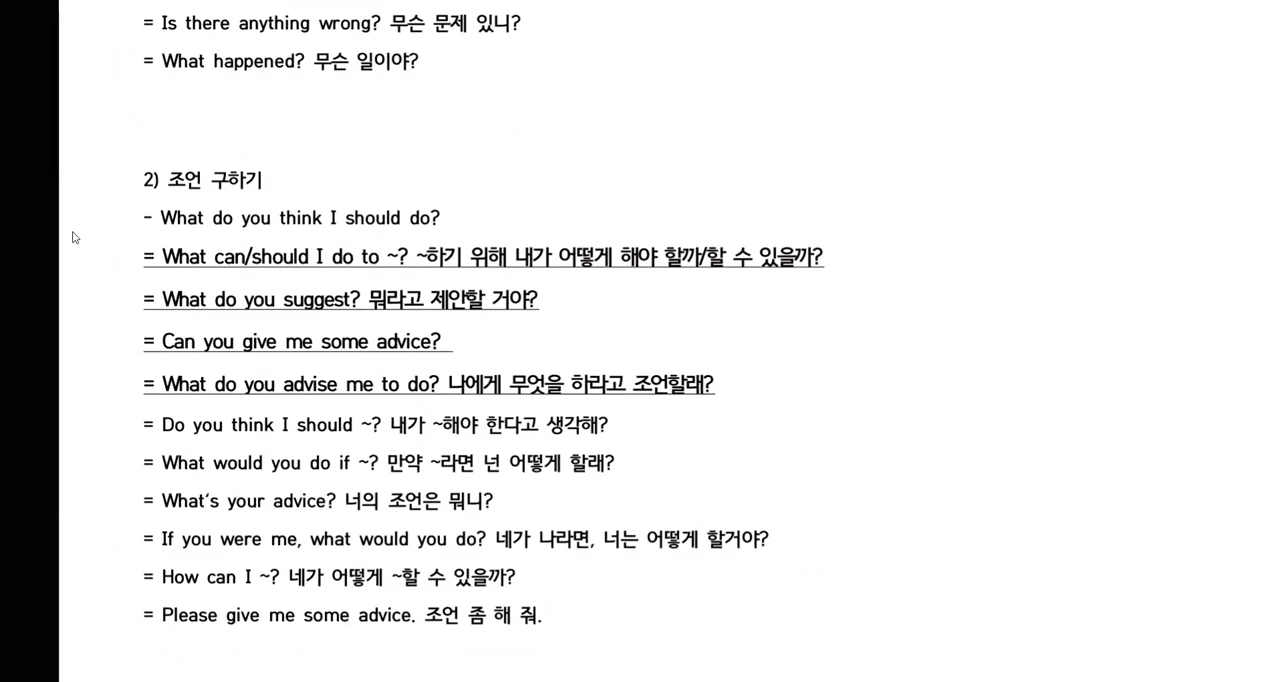 = Is there anything wrong? 무슨 문제 있니?
= What happened? 무슨 일이야?
2) 조언 구하기
- What do you think I should do?
= What can/should I do to ~? ~하기 위해 내가 어떻게 해야 할까/할 수 있을까?
= What do you suggest? 뭐라고 제안할 거야?
= Can you give me some advice?
= What do you advise me to do? 나에게 무엇을 하라고 조언할래?
= Do you think I should ~? 내가 ~해야 한다고 생각해?
= What would you do if ~? 만약 ~라면 넌 어떻게 할래?
= What's your advice? 너의 조언은 뭐니?
= If you were me, what would you do? 네가 나라면, 너는 어떻게 할거야?
= How can I ~? 네가 어떻게 ~할 수 있을까?
= Please give me some advice. 조언 좀 해 줘.